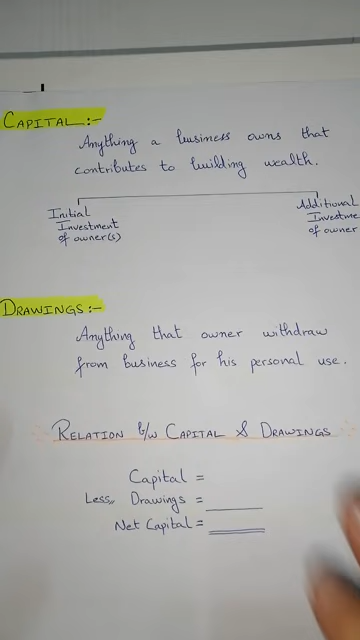 CAPITAL :-
Anything a business owns that
contributes to building wealth.
Initial
Investment
of owner(s)
Additional
Investme
of owner
DRAWINGS :-
Anything that owner withdraw
from business for his personal use.
RELATION b/w CAPITAL & DRAWINGS
Capital =
Less,, Drawings =
Net Capital =